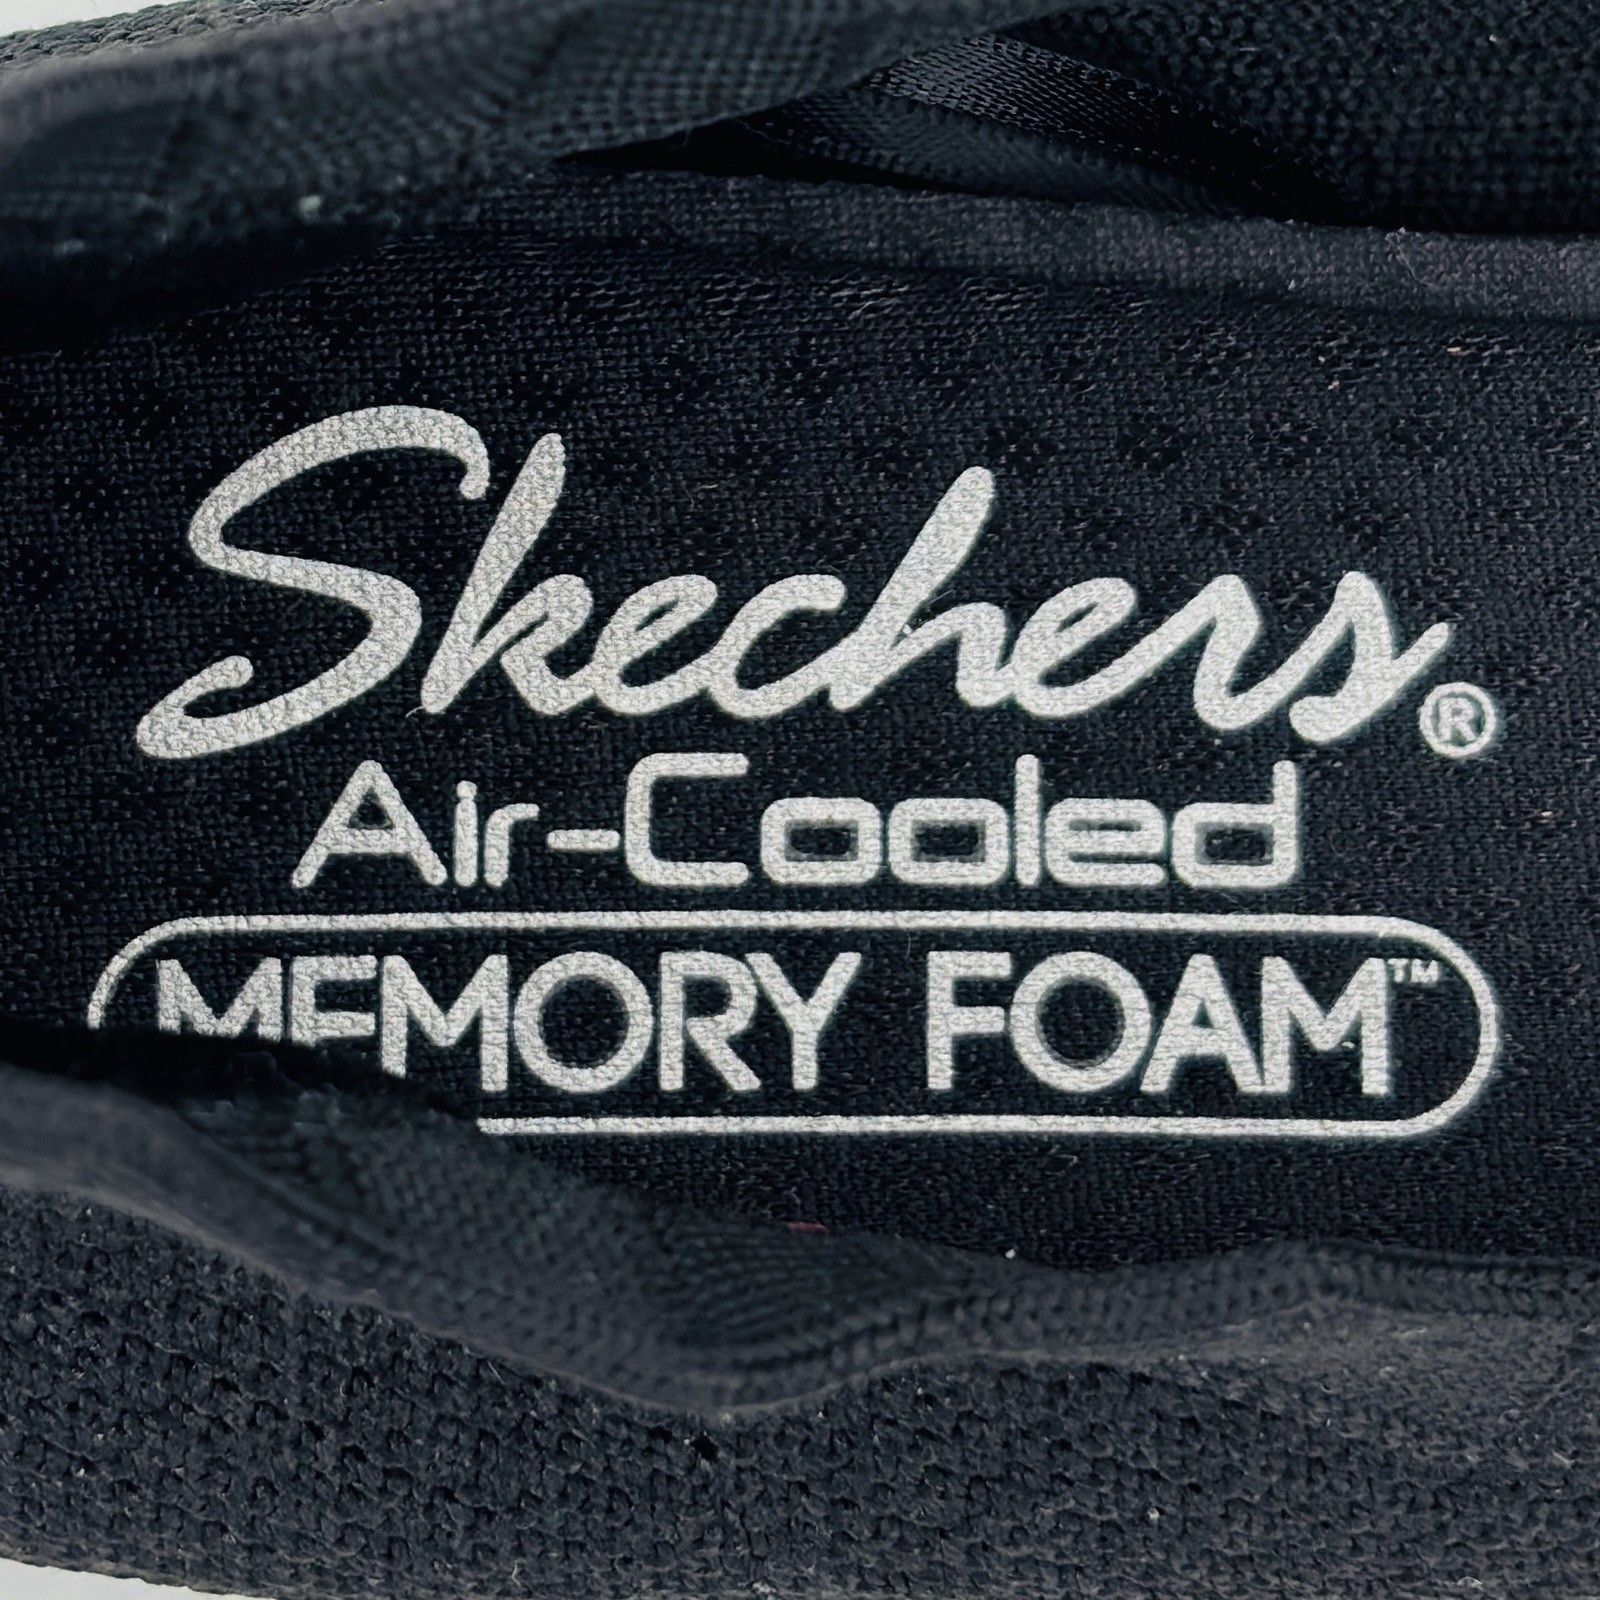 Skechers®
Air-Cooled
MEMORY FOAM™